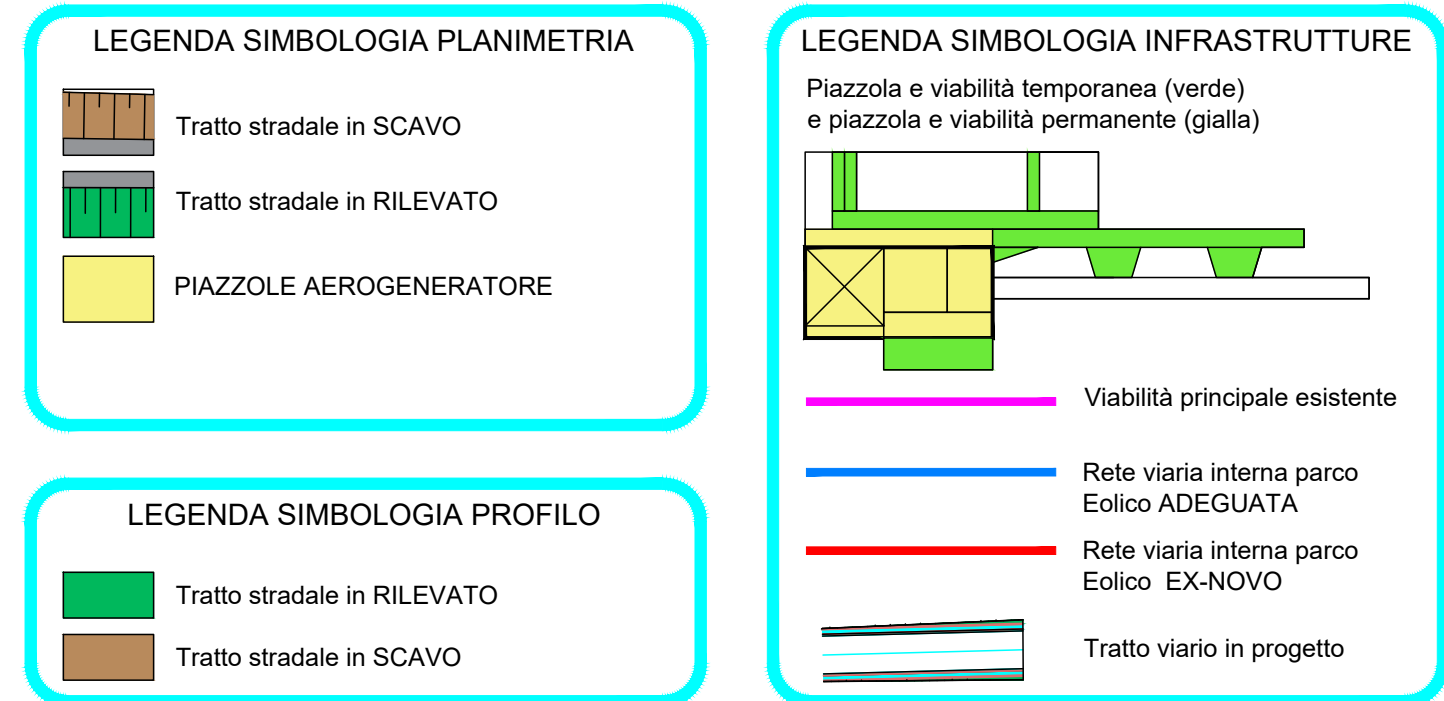 LEGENDA SIMBOLOGIA PLANIMETRIA
Tratto stradale in SCAVO
Tratto stradale in RILEVATO
PIAZZOLE AEROGENERATORE
LEGENDA SIMBOLOGIA PROFILO
Tratto stradale in RILEVATO
Tratto stradale in SCAVO
LEGENDA SIMBOLOGIA INFRASTRUTTURE
Piazzola e viabilità temporanea (verde)
e piazzola e viabilità permanente (gialla)
Viabilità principale esistente
Rete viaria interna parco
Eolico ADEGUATA
Rete viaria interna parco
Eolico EX-NOVO
Tratto viario in progetto